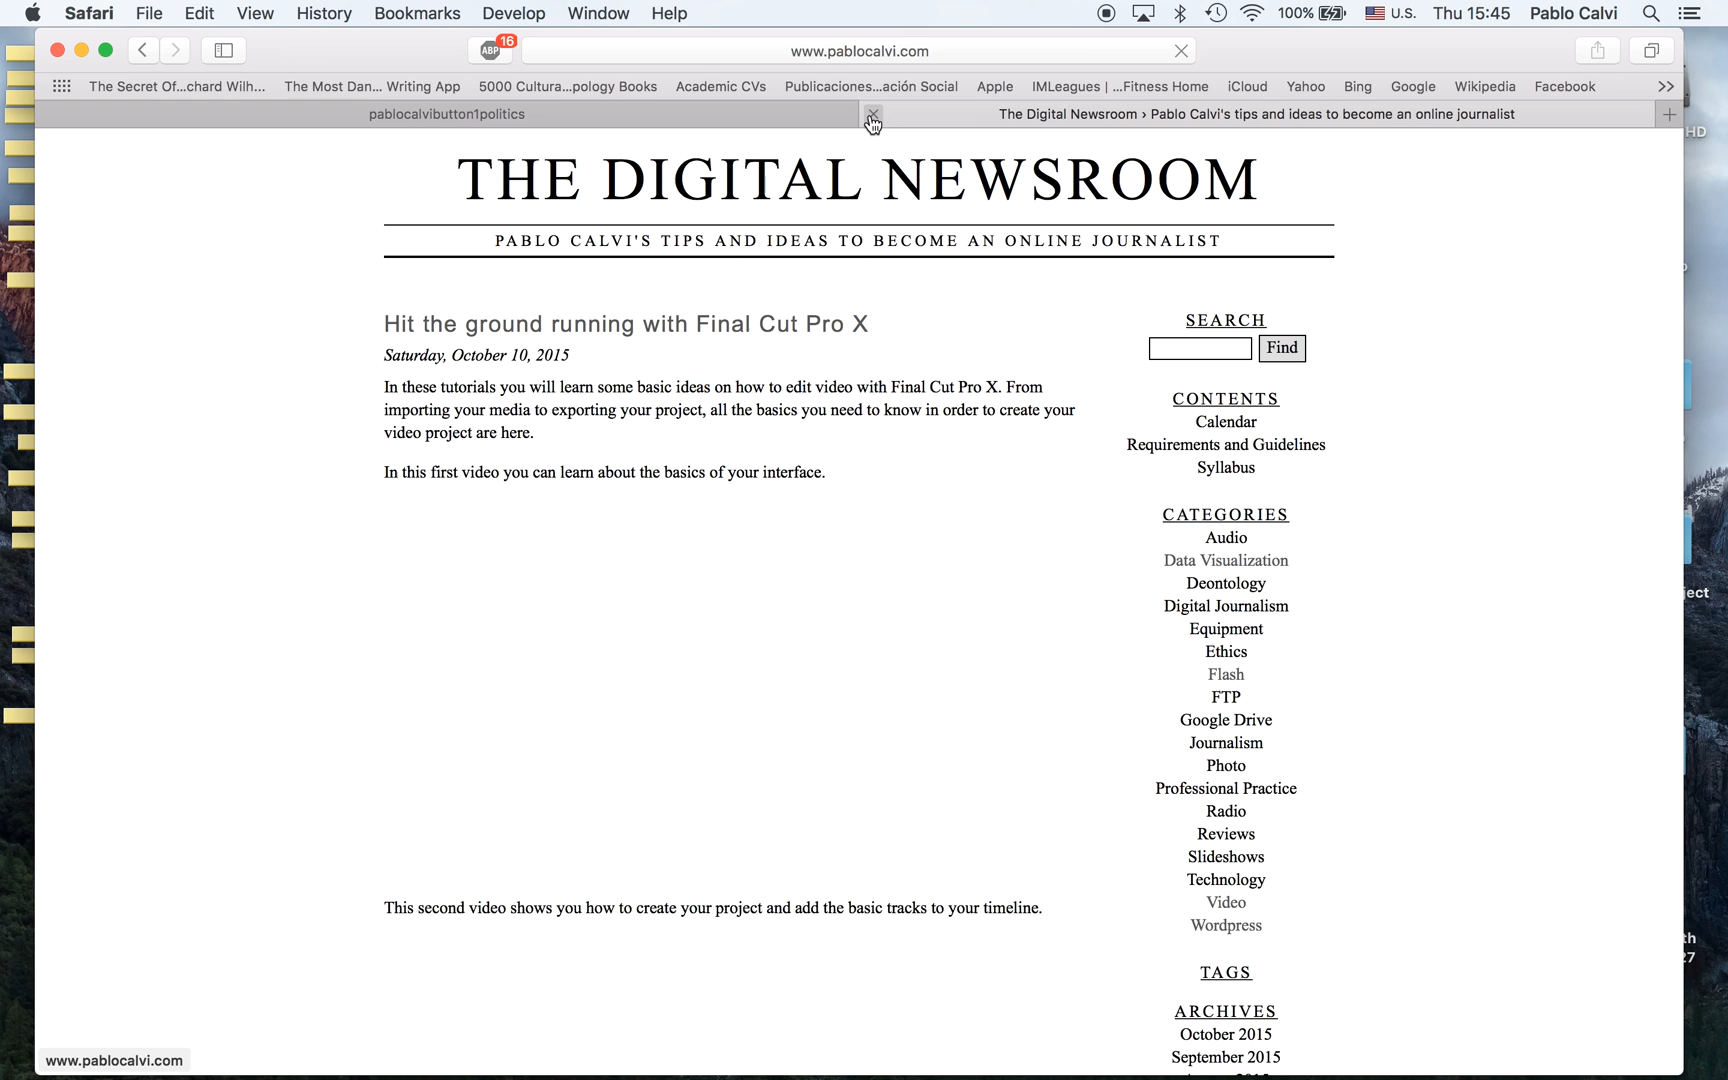 Safari File Edit View History Bookmarks Develop Window Help 100% U.S. Thu 15:45 Pablo Calvi
ABP 16 www.pablocalvi.com
The Secret Of...chard Wilh... The Most Dan... Writing App 5000 Cultura...pology Books Academic CVs Publicaciones...ación Social Apple IMLeagues | ...Fitness Home iCloud Yahoo Bing Google Wikipedia Facebook
pablocalvibutton1politics The Digital Newsroom › Pablo Calvi's tips and ideas to become an online journalist
HD
THE DIGITAL NEWSROOM
PABLO CALVI'S TIPS AND IDEAS TO BECOME AN ONLINE JOURNALIST
Hit the ground running with Final Cut Pro X
Saturday, October 10, 2015
In these tutorials you will learn some basic ideas on how to edit video with Final Cut Pro X. From
importing your media to exporting your project, all the basics you need to know in order to create your
video project are here.
In this first video you can learn about the basics of your interface.
This second video shows you how to create your project and add the basic tracks to your timeline.
SEARCH
Find
CONTENTS
Calendar
Requirements and Guidelines
Syllabus
CATEGORIES
Audio
Data Visualization
Deontology
Digital Journalism
Equipment
Ethics
Flash
FTP
Google Drive
Journalism
Photo
Professional Practice
Radio
Reviews
Slideshows
Technology
Video
Wordpress
TAGS
ARCHIVES
October 2015
September 2015
ject
th
27
www.pablocalvi.com